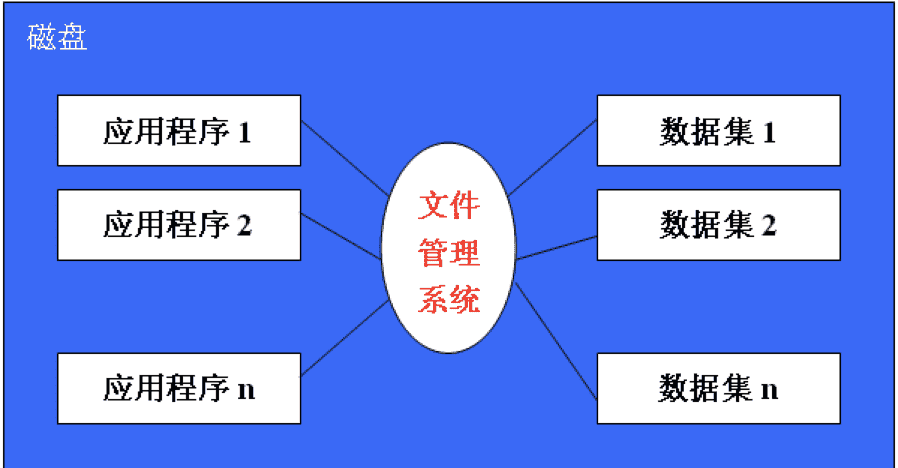 磁盘
应用程序 1
应用程序 2
应用程序 n
文件
管理
系统
数据集 1
数据集 2
数据集 n